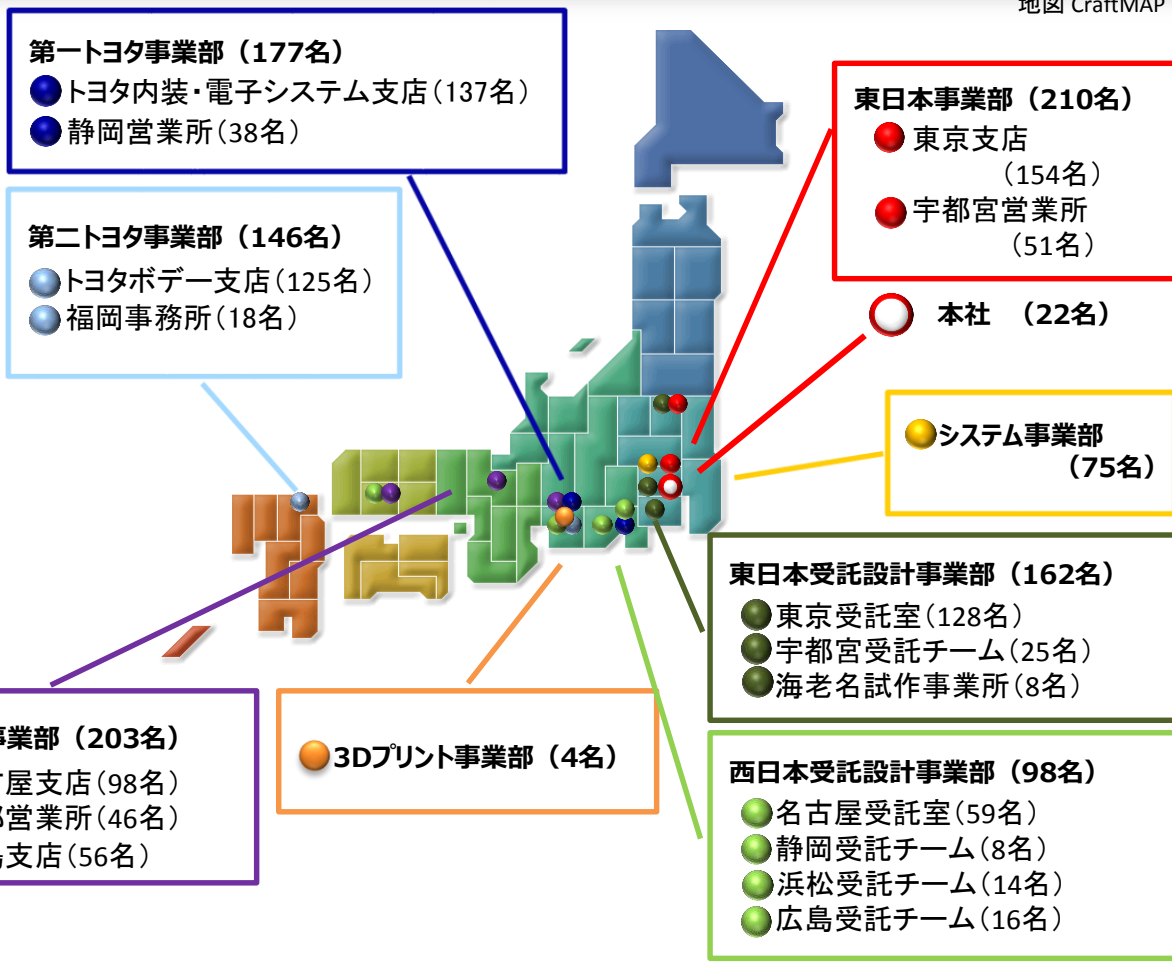 地図 CraftMAP
第一トヨタ事業部（177名）
トヨタ内装・電子システム支店（137名）
静岡営業所（38名）
第二トヨタ事業部（146名）
トヨタボデー支店（125名）
福岡事務所（18名）
東日本事業部（210名）
東京支店
（154名）
宇都宮営業所
（51名）
本社 （22名）
システム事業部
（75名）
東日本受託設計事業部（162名）
東京受託室（128名）
宇都宮受託チーム（25名）
海老名試作事業所（8名）
事業部（203名）
屋支店（98名）
営業所（46名）
支店（56名）
3Dプリント事業部（4名）
西日本受託設計事業部（98名）
名古屋受託室（59名）
静岡受託チーム（8名）
浜松受託チーム（14名）
広島受託チーム（16名）